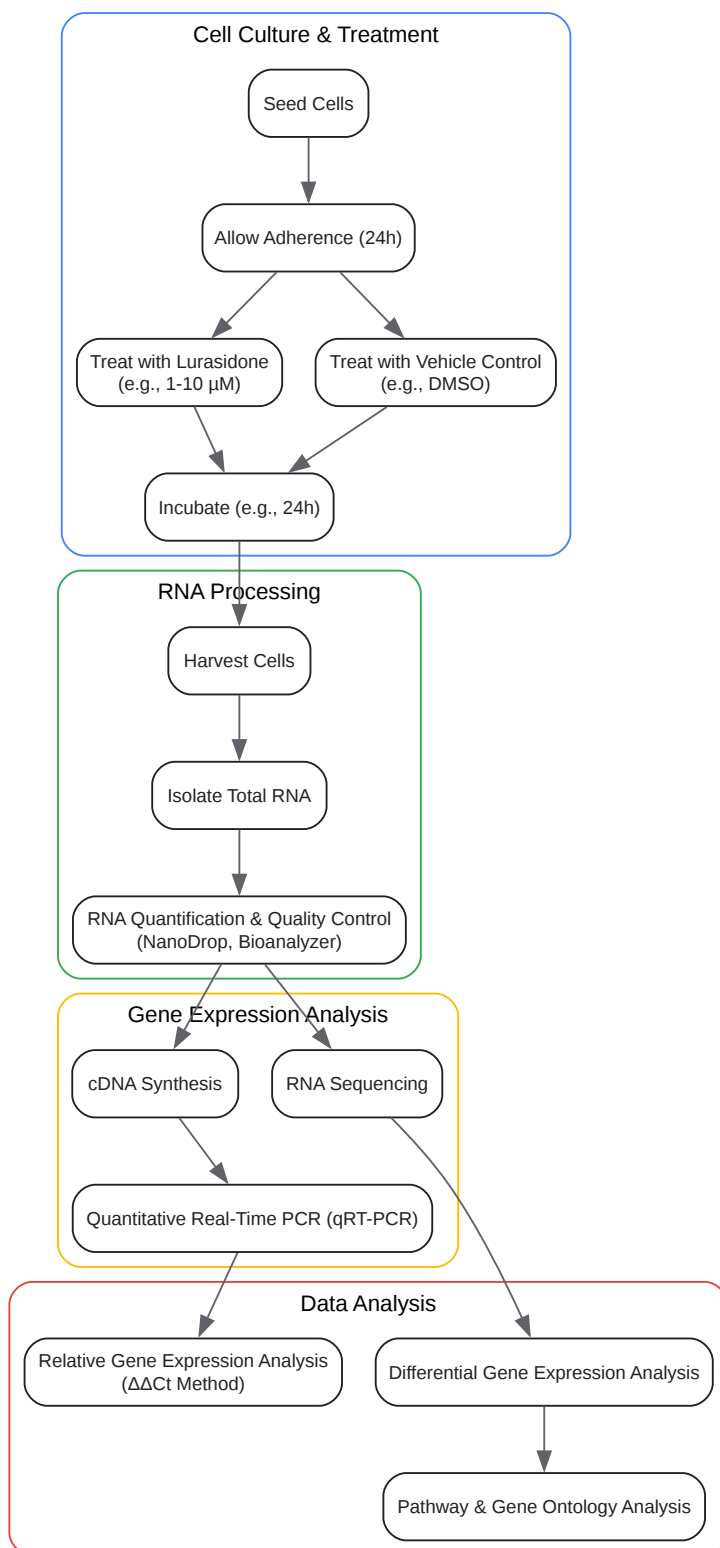 Cell Culture & Treatment
Seed Cells
Allow Adherence (24h)
Treat with Lurasidone
(e.g., 1-10 µM)
Treat with Vehicle Control
(e.g., DMSO)
Incubate (e.g., 24h)
RNA Processing
Harvest Cells
Isolate Total RNA
RNA Quantification & Quality Control
(NanoDrop, Bioanalyzer)
Gene Expression Analysis
cDNA Synthesis
RNA Sequencing
Quantitative Real-Time PCR (qRT-PCR)
Data Analysis
Relative Gene Expression Analysis
(ΔΔCt Method)
Differential Gene Expression Analysis
Pathway & Gene Ontology Analysis